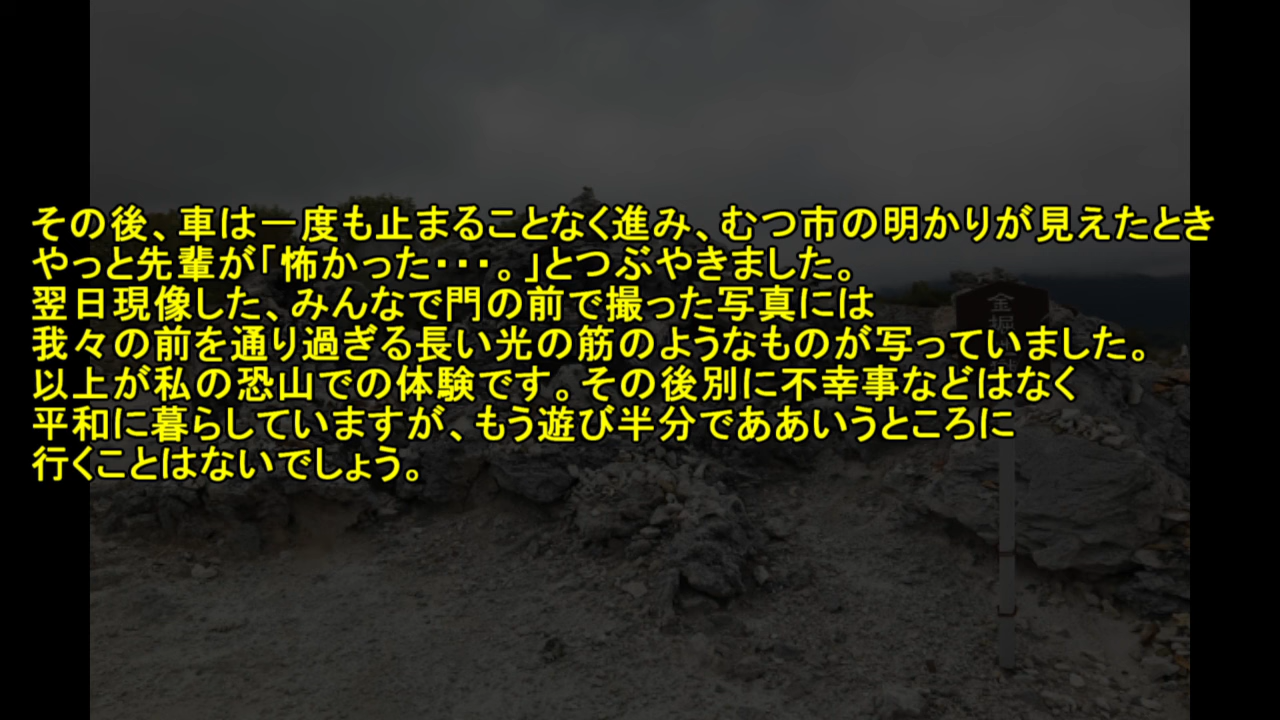 その後、車は一度も止まることなく進み、むつ市の明かりが見えたとき
やっと先輩が「怖かった・・・。」とつぶやきました。
翌日現像した、みんなで門の前で撮った写真には
我々の前を通り過ぎる長い光の筋のようなものが写っていました。
以上が私の恐山での体験です。その後別に不幸事などはなく
平和に暮らしていますが、もう遊び半分でああいうところに
行くことはないでしょう。
金掘